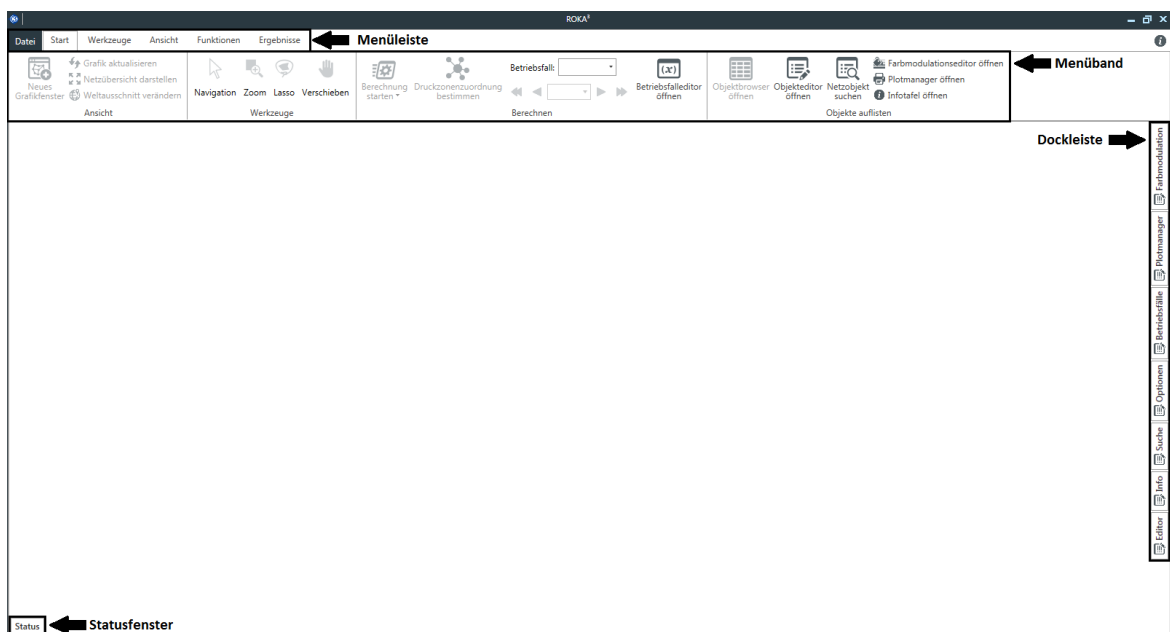 ROKA³
Datei Start Werkzeuge Ansicht Funktionen Ergebnisse Menüleiste
Neues Grafikfenster
Grafik aktualisieren
Netzübersicht darstellen
Weltausschnitt verändern
Ansicht
Navigation Zoom Lasso Verschieben
Werkzeuge
Berechnung starten
Druckzonenzuordnung bestimmen
Betriebsfall:
Betriebsfalleditor öffnen
Berechnen
Objektbrowser öffnen
Objekteditor öffnen
Netzobjekt suchen
Farbmodulationseditor öffnen
Plotmanager öffnen
Infotafel öffnen
Objekte auflisten
Menüband
Dockleiste
Farbmodulation
Plotmanager
Betriebsfälle
Optionen
Suche
Info
Editor
Status Statusfenster